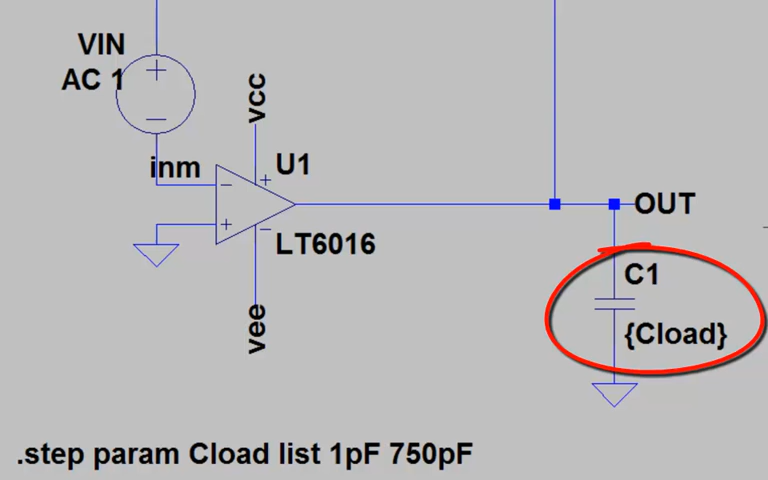 VIN
AC 1
vcc
inm
U1
OUT
LT6016
C1
{Cload}
vee
.step param Cload list 1pF 750pF